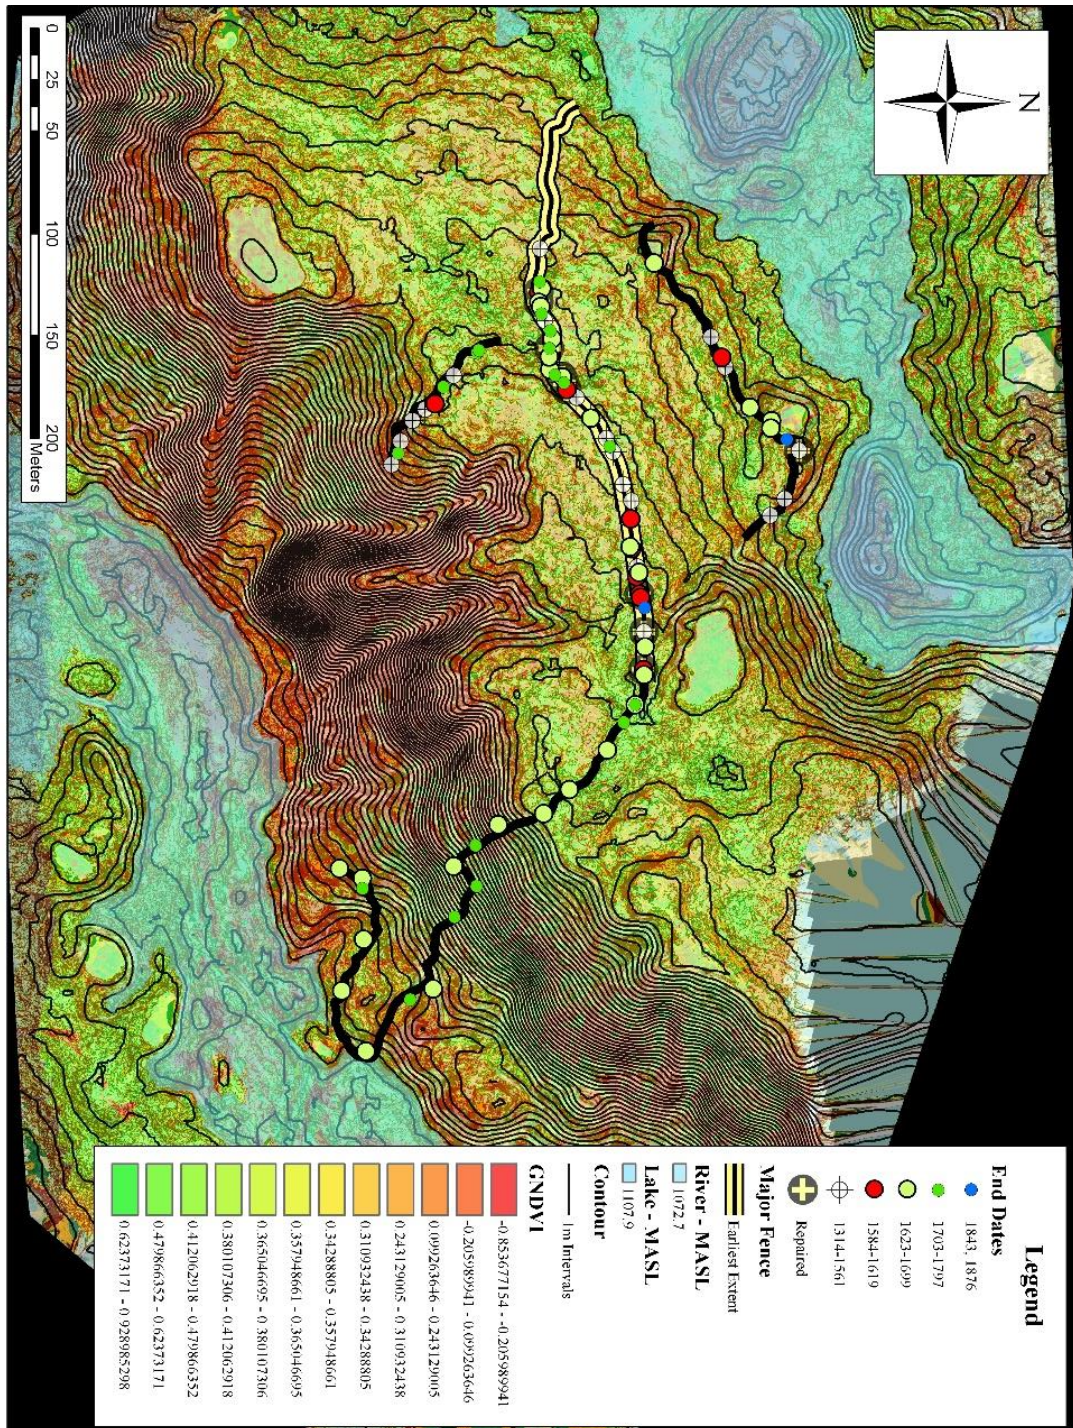 N
0 25 50 100 150 200
Meters
Legend
End Dates
1843, 1876
1703-1797
1623-1699
1584-1619
1314-1561
Repaired
Major Fence
Earliest Extent
River - MASL
1072.7
Lake - MASL
1107.9
Contour
1m Intervals
GNDVI
-0.853677154 - -0.205989941
-0.205989941 - 0.099263646
0.099263646 - 0.243129005
0.243129005 - 0.310932438
0.310932438 - 0.34288805
0.34288805 - 0.357948661
0.357948661 - 0.365046695
0.365046695 - 0.380107306
0.380107306 - 0.412062918
0.412062918 - 0.479866352
0.479866352 - 0.62373171
0.62373171 - 0.928985298